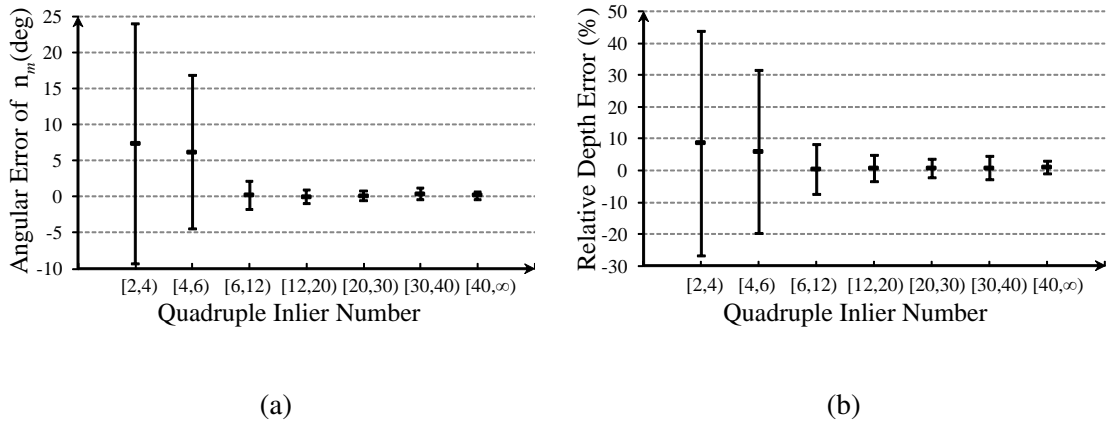 Angular Error of n_m(deg)
25
20
15
10
5
0
-5
-10
[2,4) [4,6) [6,12) [12,20) [20,30) [30,40) [40,∞)
Quadruple Inlier Number
(a)
Relative Depth Error (%)
50
40
30
20
10
0
-10
-20
-30
[2,4) [4,6) [6,12) [12,20) [20,30) [30,40) [40,∞)
Quadruple Inlier Number
(b)